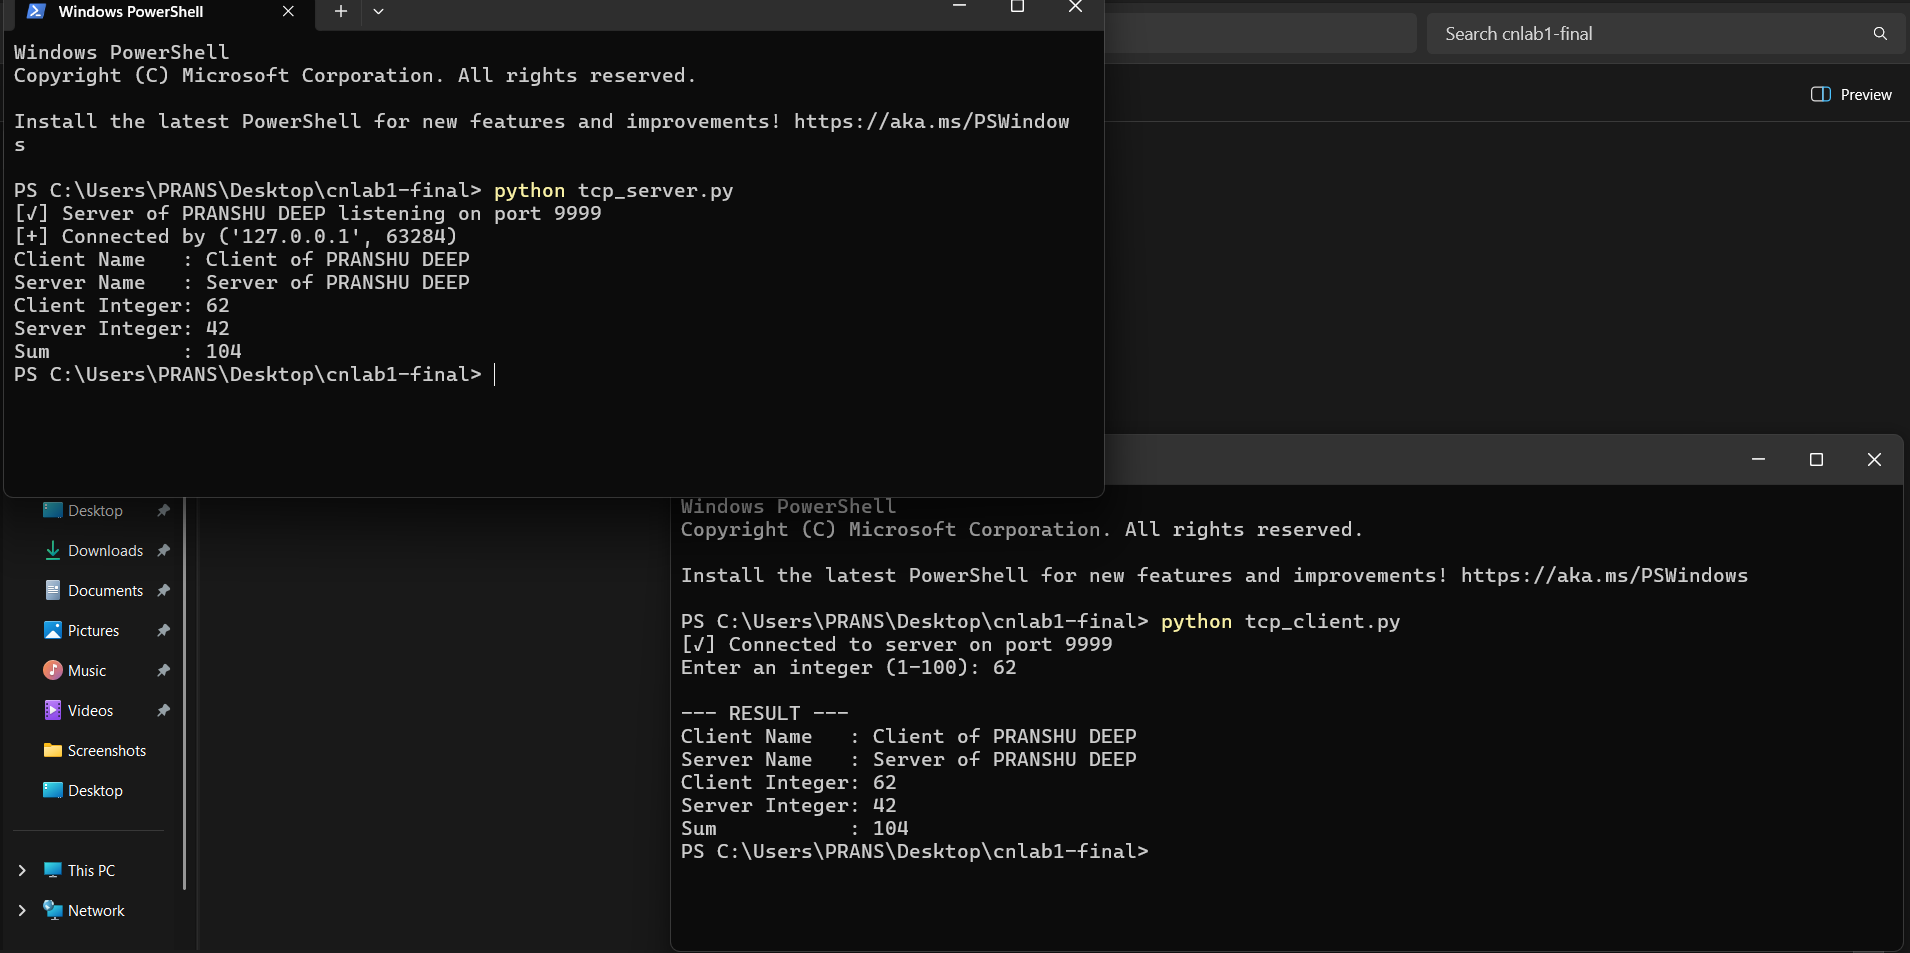 Windows PowerShell
Windows PowerShell
Copyright (C) Microsoft Corporation. All rights reserved.
Install the latest PowerShell for new features and improvements! https://aka.ms/PSWindow
s
PS C:\Users\PRANS\Desktop\cnlab1-final> python tcp_server.py
[√] Server of PRANSHU DEEP listening on port 9999
[+] Connected by ('127.0.0.1', 63284)
Client Name   : Client of PRANSHU DEEP
Server Name   : Server of PRANSHU DEEP
Client Integer: 62
Server Integer: 42
Sum           : 104
PS C:\Users\PRANS\Desktop\cnlab1-final>
Search cnlab1-final
Preview
Desktop
Downloads
Documents
Pictures
Music
Videos
Screenshots
Desktop
This PC
Network
Windows PowerShell
Copyright (C) Microsoft Corporation. All rights reserved.
Install the latest PowerShell for new features and improvements! https://aka.ms/PSWindows
PS C:\Users\PRANS\Desktop\cnlab1-final> python tcp_client.py
[√] Connected to server on port 9999
Enter an integer (1-100): 62
--- RESULT ---
Client Name   : Client of PRANSHU DEEP
Server Name   : Server of PRANSHU DEEP
Client Integer: 62
Server Integer: 42
Sum           : 104
PS C:\Users\PRANS\Desktop\cnlab1-final>